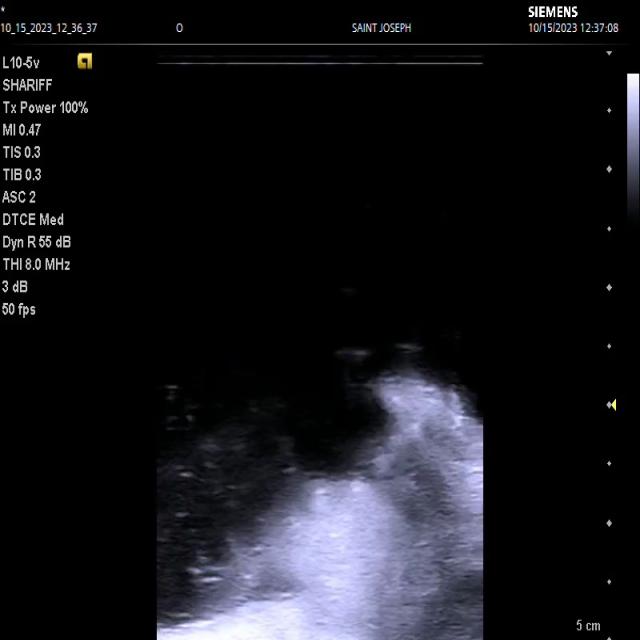 *
SIEMENS
10_15_2023_12_36_37 O SAINT JOSEPH 10/15/2023 12:37:08
L10-5v
SHARIFF
Tx Power 100%
MI 0.47
TIS 0.3
TIB 0.3
ASC 2
DTCE Med
Dyn R 55 dB
THI 8.0 MHz
3 dB
50 fps
5 cm